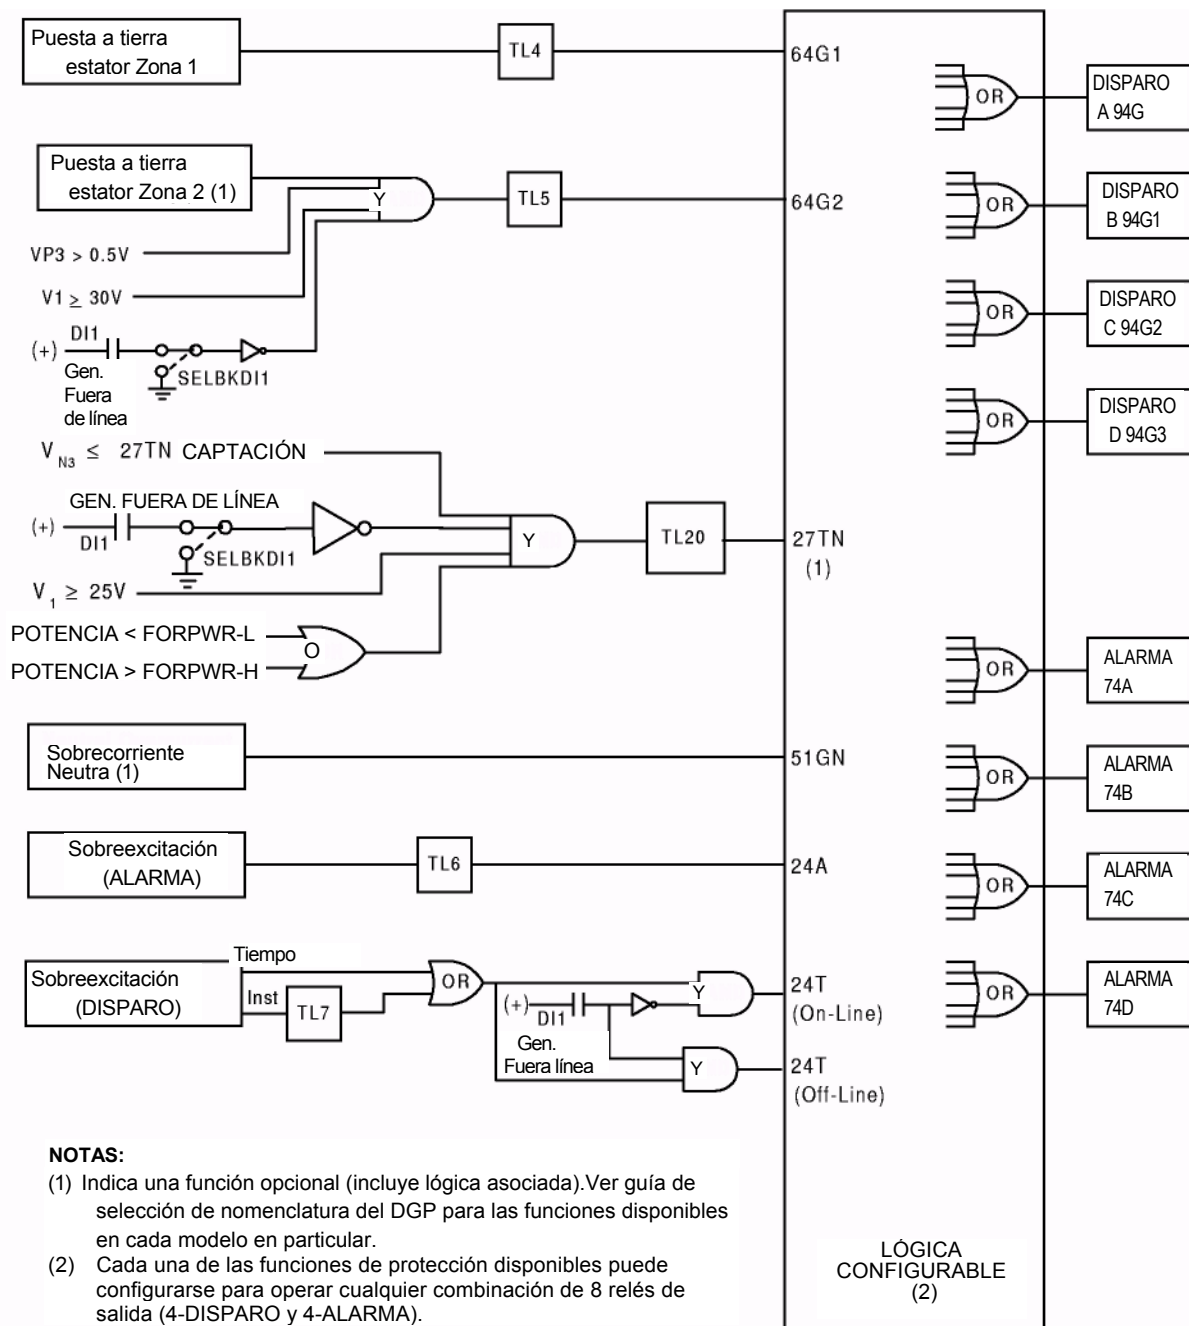 Puesta a tierra
estator Zona 1
TL4
64G1
OR
DISPARO
A 94G
Puesta a tierra
estator Zona 2 (1)
Y
TL5
64G2
OR
DISPARO
B 94G1
VP3 > 0.5V
V1 ≥ 30V
OR
DISPARO
C 94G2
(+)
DI1
SELBKDI1
Gen.
Fuera
de línea
OR
DISPARO
D 94G3
V N3 ≤ 27TN CAPTACIÓN
GEN. FUERA DE LÍNEA
(+)
DI1
SELBKDI1
Y
TL20
27TN
(1)
V 1 ≥ 25V
POTENCIA < FORPWR-L
O
POTENCIA > FORPWR-H
OR
ALARMA
74A
Sobrecorriente
Neutra (1)
51GN
OR
ALARMA
74B
Sobreexcitación
(ALARMA)
TL6
24A
OR
ALARMA
74C
Sobreexcitación
(DISPARO)
Tiempo
Inst
TL7
OR
(+)
DI1
Gen.
Fuera línea
Y
24T
(On-Line)
Y
24T
(Off-Line)
OR
ALARMA
74D
NOTAS:
(1) Indica una función opcional (incluye lógica asociada).Ver guía de
selección de nomenclatura del DGP para las funciones disponibles
en cada modelo en particular.
(2) Cada una de las funciones de protección disponibles puede
configurarse para operar cualquier combinación de 8 relés de
salida (4-DISPARO y 4-ALARMA).
LÓGICA
CONFIGURABLE
(2)